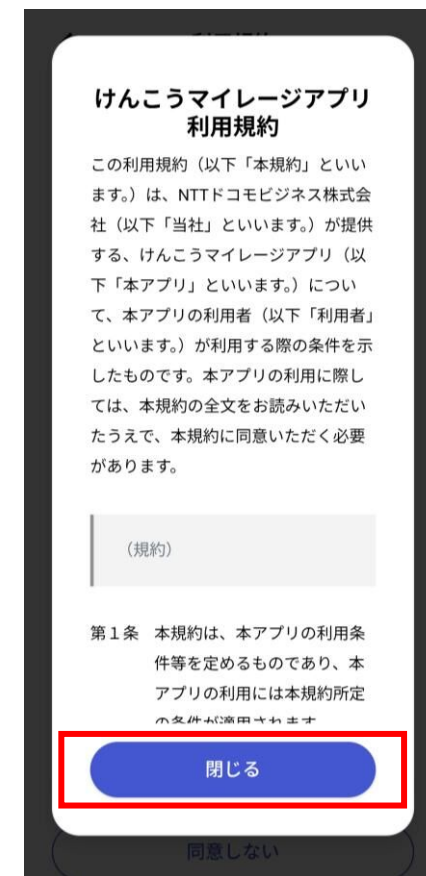 けんこうマイレージアプリ
利用規約
この利用規約（以下「本規約」といい
ます。）は、NTTドコモビジネス株式会
社（以下「当社」といいます。）が提供
する、けんこうマイレージアプリ（以
下「本アプリ」といいます。）につい
て、本アプリの利用者（以下「利用者」
といいます。）が利用する際の条件を示
したものです。本アプリの利用に際し
ては、本規約の全文をお読みいただい
たうえで、本規約に同意いただく必要
があります。
（規約）
第１条　本規約は、本アプリの利用条
件等を定めるものであり、本
アプリの利用には本規約所定
の条件が適用されます
閉じる
同意しない